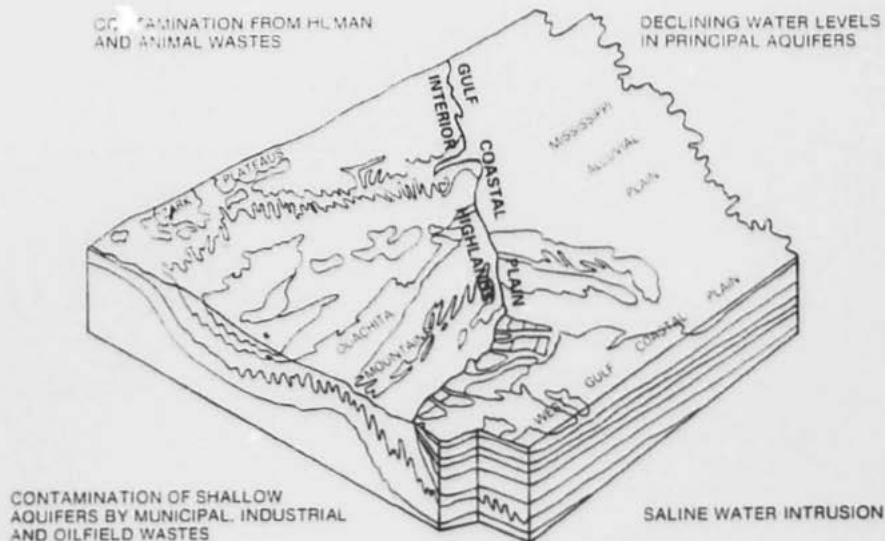 CONTAMINATION FROM HUMAN
AND ANIMAL WASTES
DECLINING WATER LEVELS
IN PRINCIPAL AQUIFERS
GULF
INTERIOR
COASTAL
HIGHLANDS
PLAIN
MISSISSIPPI
ALLUVIAL
PLAIN
PLATEAUS
OUACHITA
MOUNTAIN
WEST GULF COASTAL PLAIN
CONTAMINATION OF SHALLOW
AQUIFERS BY MUNICIPAL, INDUSTRIAL
AND OILFIELD WASTES
SALINE WATER INTRUSION